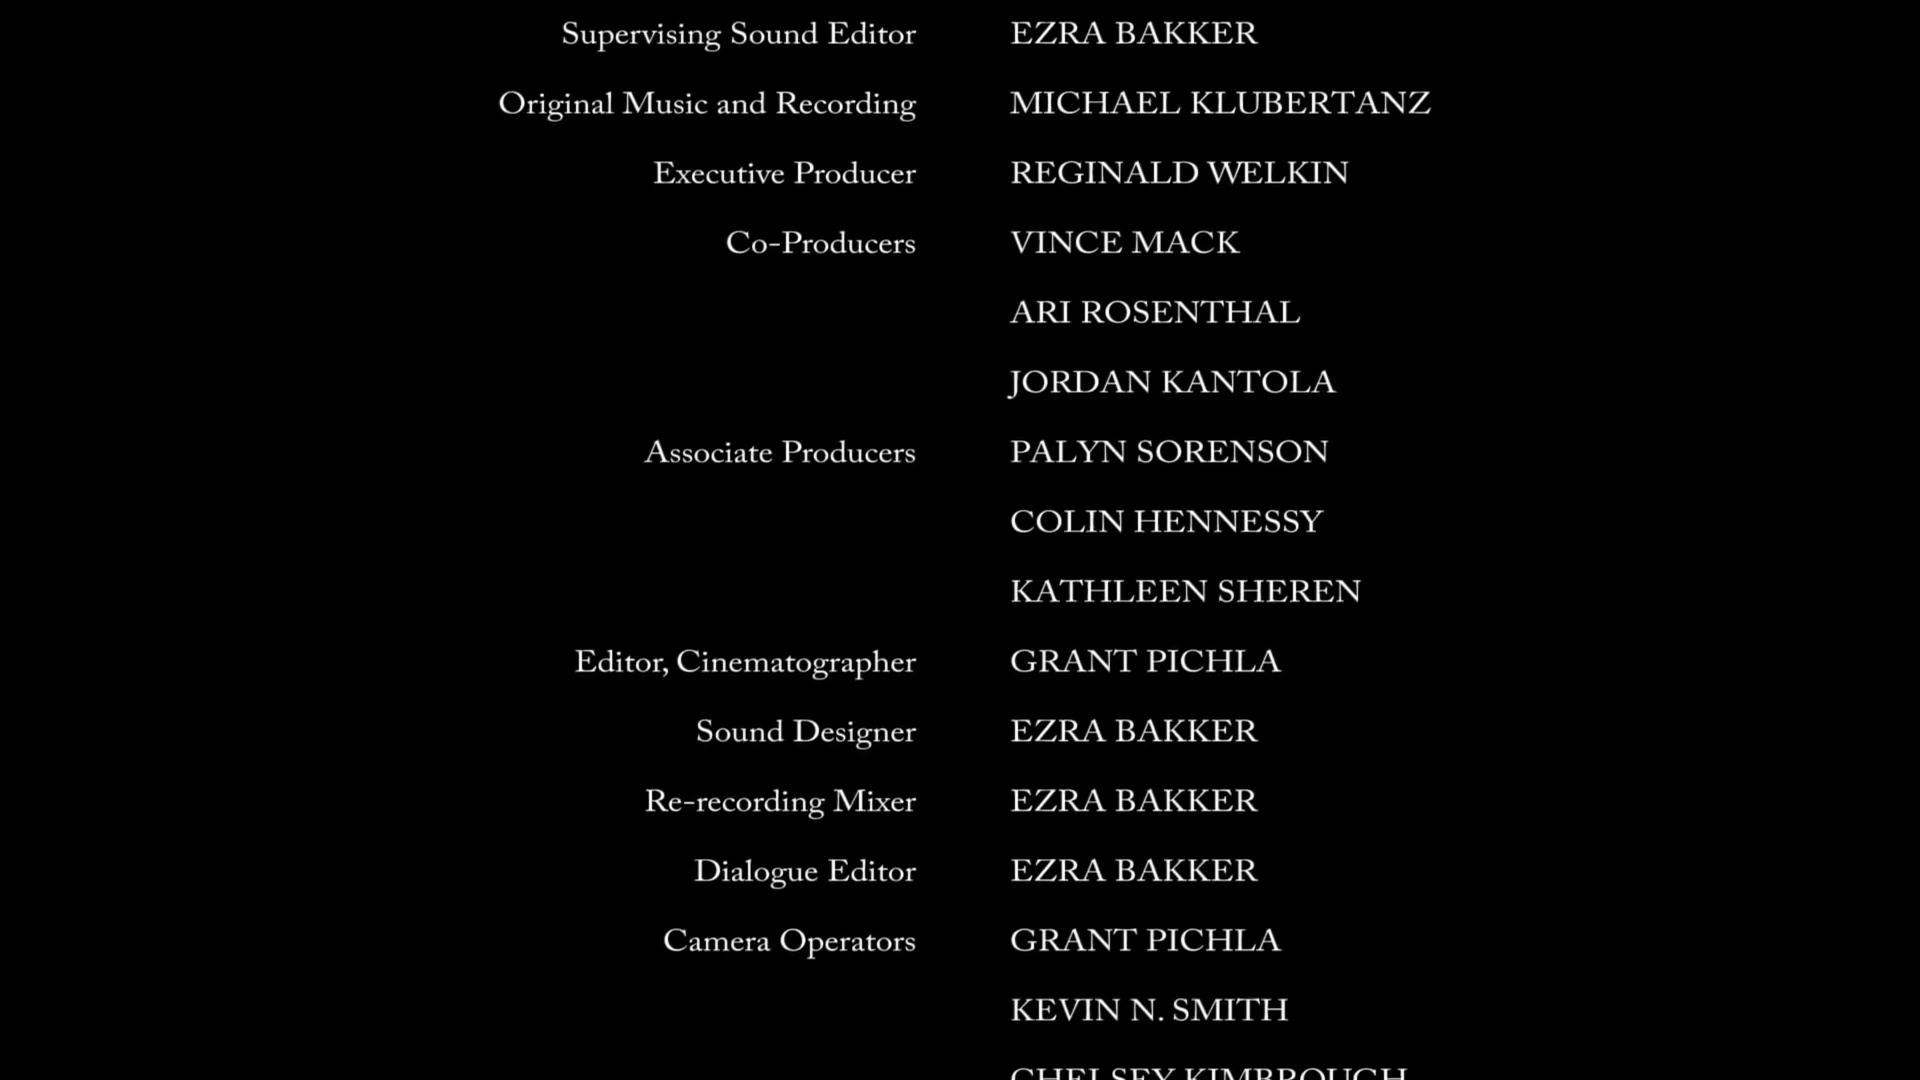 Supervising Sound Editor EZRA BAKKER
Original Music and Recording MICHAEL KLUBERTANZ
Executive Producer REGINALD WELKIN
Co-Producers VINCE MACK
ARI ROSENTHAL
JORDAN KANTOLA
Associate Producers PALYN SORENSON
COLIN HENNESSY
KATHLEEN SHEREN
Editor, Cinematographer GRANT PICHLA
Sound Designer EZRA BAKKER
Re-recording Mixer EZRA BAKKER
Dialogue Editor EZRA BAKKER
Camera Operators GRANT PICHLA
KEVIN N. SMITH
CHELSEY KIMBROUGH